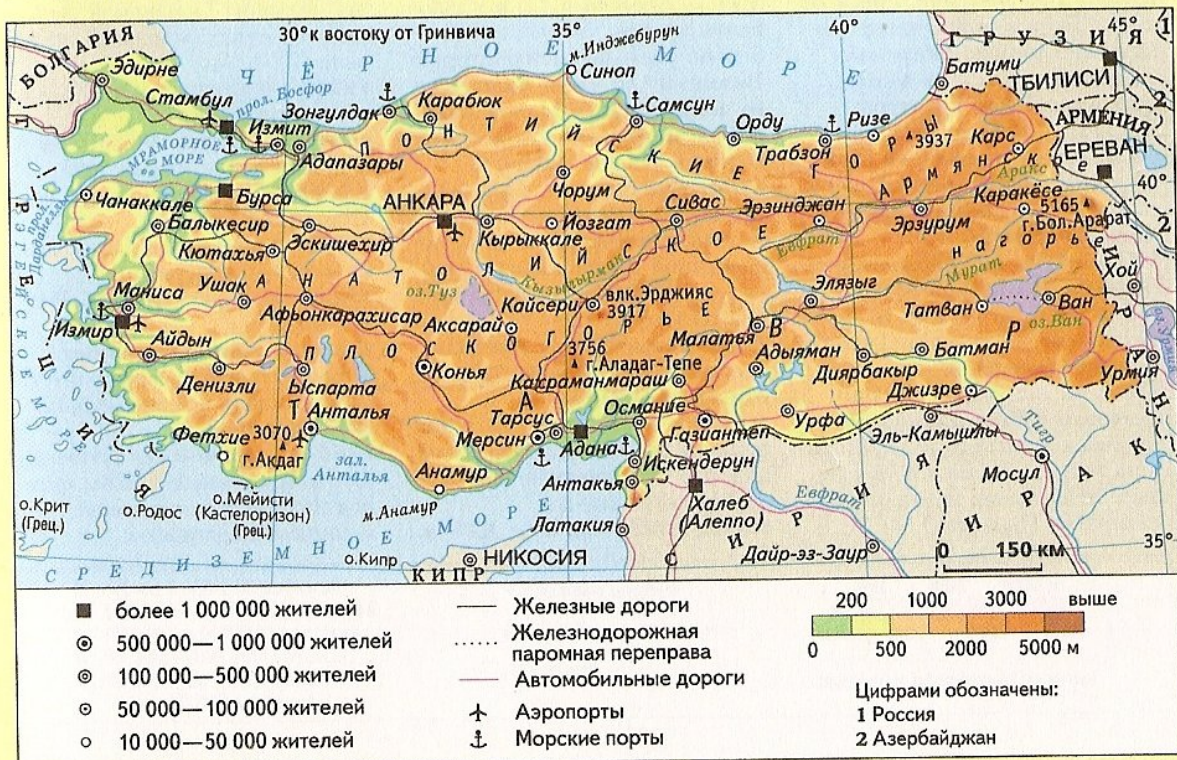 30° к востоку от Гринвича
35°
40°
45°
1
БОЛГАРИЯ
ЧЁРНОЕ МОРЕ
м.Инджебурун
ГРУЗИЯ
Эдирне
Синоп
Батуми
ТБИЛИСИ
Стамбул
прол. Босфор
Зонгулдак
Карабюк
Самсун
2
Измит
Орду
Ризе
АРМЕНИЯ
МРАМОРНОЕ
МОРЕ
Адапазары
ПОНТИЙСКИЕ ГОРЫ
Трабзон
3937
Карс
ЕРЕВАН
Аракс
Чанаккале
Бурса
АНКАРА
Чорум
Сивас
Эрзинджан
Армянское нагорье
Каракёсе
40°
прол. Дарданеллы
Балыкесир
Эскишехир
Кырыккале
Йозгат
Евфрат
Эрзурум
5165
г.Бол.Арарат
2
Кютахья
Кызылырмак
Мурат
Маниса
Ушак
АНАТОЛИЙСКОЕ
оз.Туз
Кайсери
влк.Эрджияс
3917
Элязыг
Татван
Ван
Хой
Измир
Афьонкарахисар
Аксарай
оз.Ван
оз.Урмия
Айдын
ПЛОСКОГОРЬЕ
3756
г.Аладаг-Тепе
Малатья
Адыяман
Батман
Денизли
Ыспарта
Конья
Кахраманмараш
Диярбакыр
Урмия
ТУРЦИЯ
Анталья
Тарсус
Османие
Джизре
ИРАН
Фетхие
3070
г.Акдаг
Мерсин
Адана
Газиантеп
Урфа
Эль-Камышлы
Тигр
зал.
Анталья
Анамур
Искендерун
Мосул
о.Крит
(Грец.)
о.Родос
о.Мейисти
(Кастелоризон)
(Грец.)
м.Анамур
Антакья
Халеб
(Алеппо)
Евфрат
ИРАК
Латакия
СИРИЯ
ЭГЕЙСКОЕ МОРЕ
СРЕДИЗЕМНОЕ МОРЕ
о.Кипр
НИКОСИЯ
КИПР
Дайр-эз-Заур
0 150 км
35°
более 1 000 000 жителей
500 000—1 000 000 жителей
100 000—500 000 жителей
50 000—100 000 жителей
10 000—50 000 жителей
Железные дороги
Железнодорожная
паромная переправа
Автомобильные дороги
Аэропорты
Морские порты
200 1000 3000 выше
0 500 2000 5000 м
Цифрами обозначены:
1 Россия
2 Азербайджан